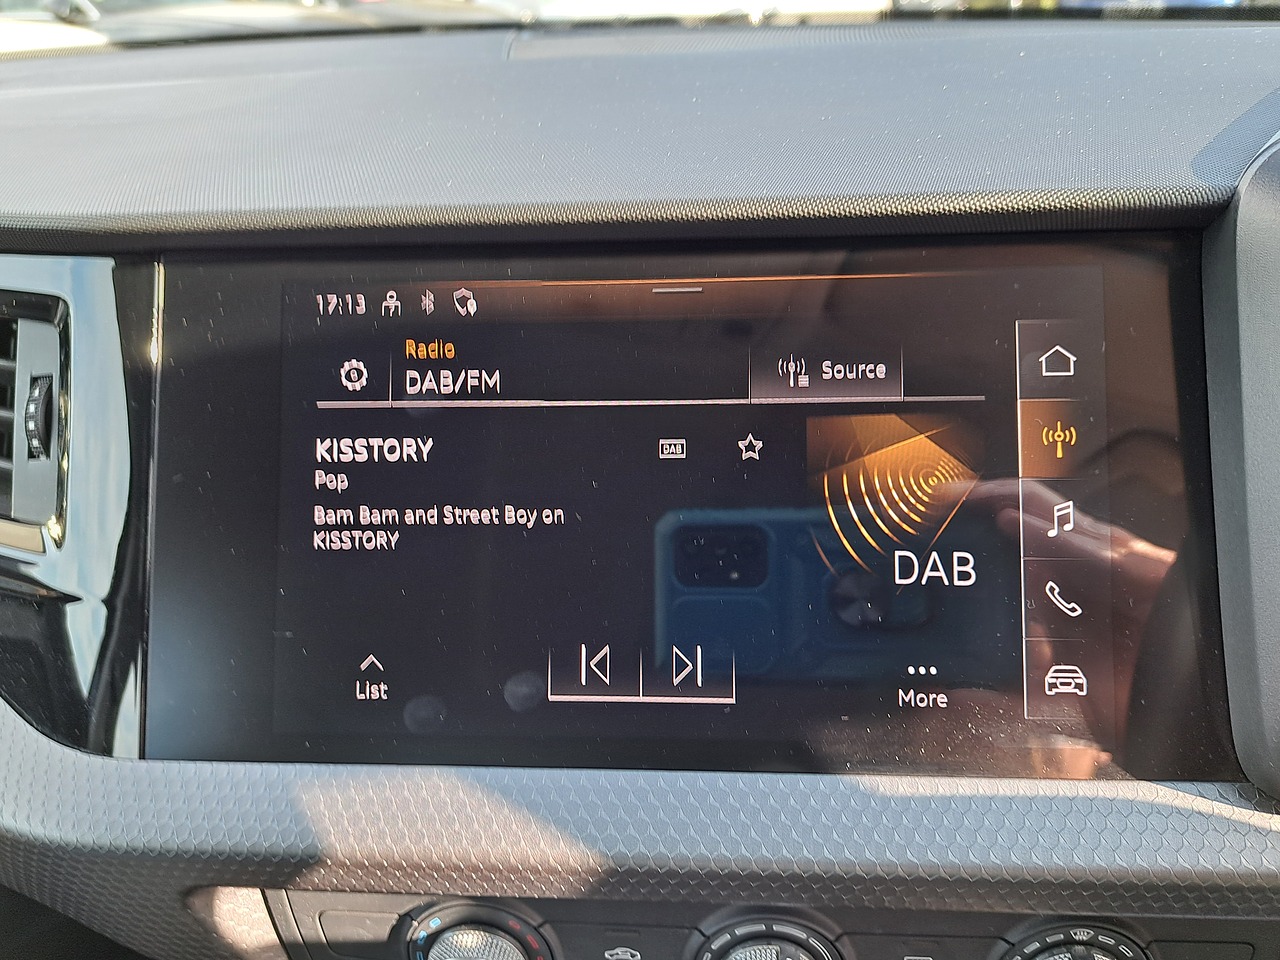 17:13
Radio
DAB/FM
Source
KISSTORY
DAB
Pop
Bam Bam and Street Boy on
KISSTORY
DAB
List
More